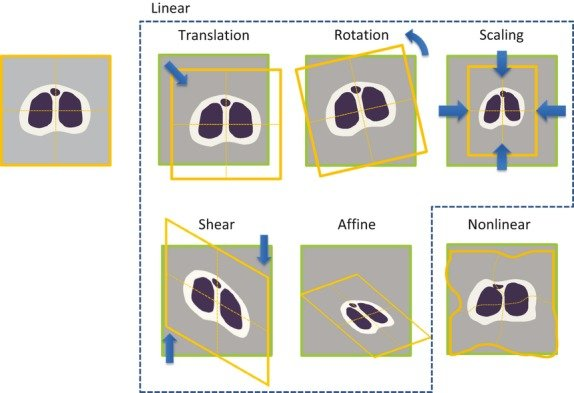 Linear
Translation
Rotation
Scaling
Shear
Affine
Nonlinear